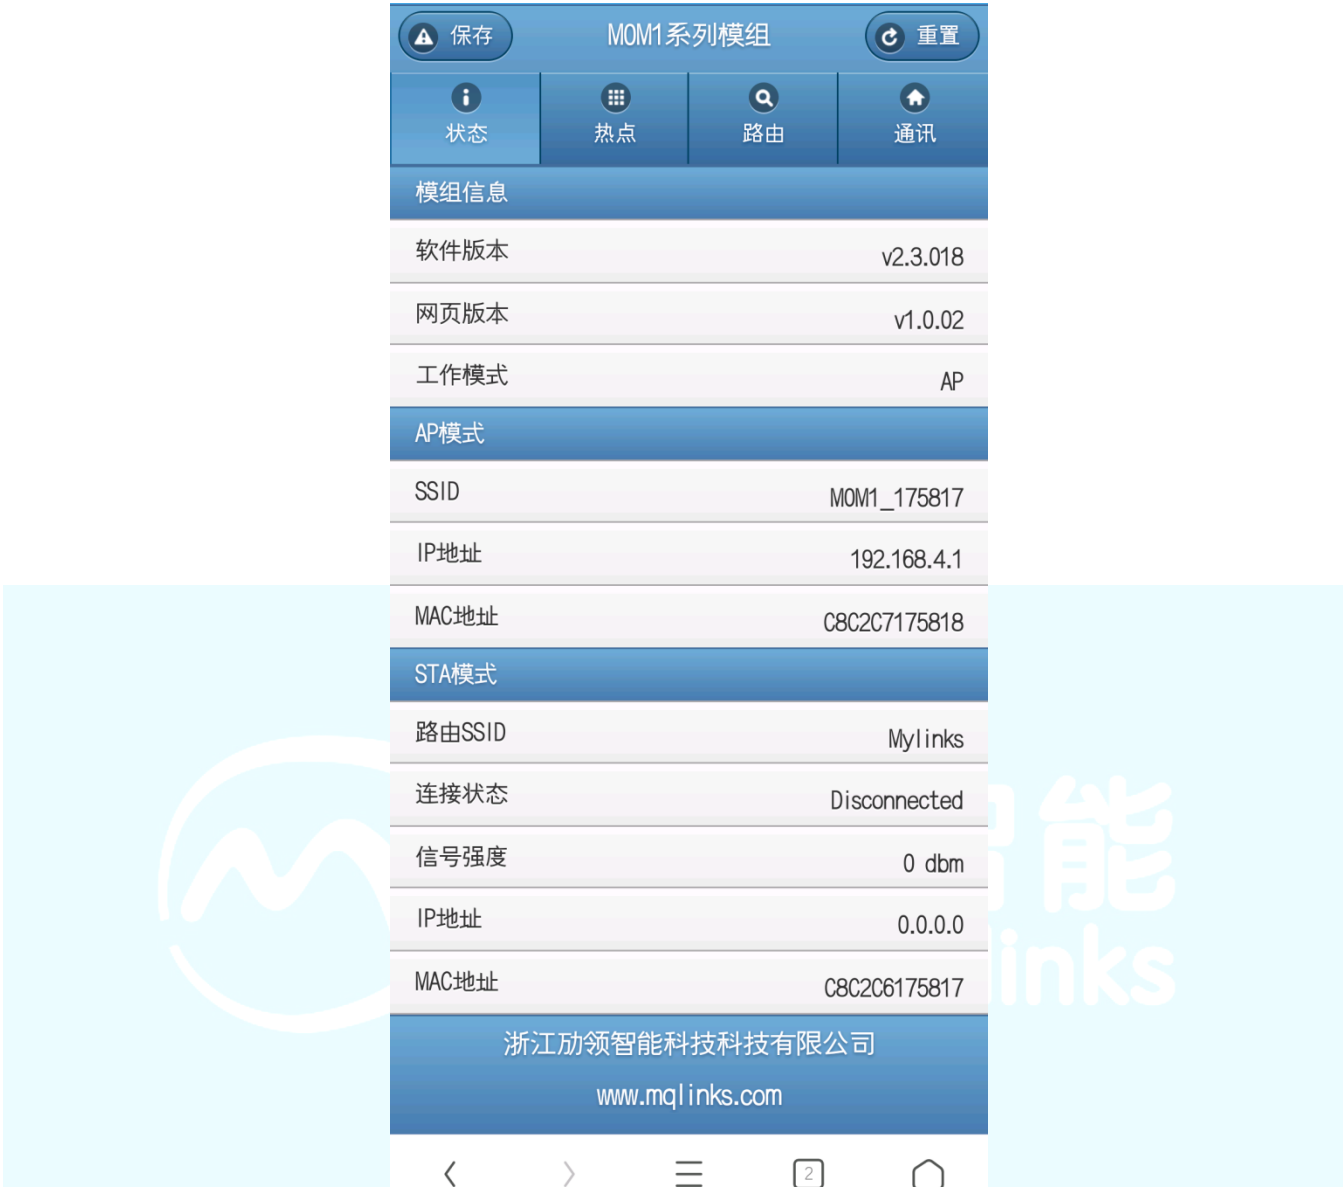 保存 MOM1系列模组 重置
状态 热点 路由 通讯
模组信息
软件版本 v2.3.018
网页版本 v1.0.02
工作模式 AP
AP模式
SSID MOM1_175817
IP地址 192.168.4.1
MAC地址 C8C2C7175818
STA模式
路由SSID Mylinks
连接状态 Disconnected
信号强度 0 dbm
IP地址 0.0.0.0
MAC地址 C8C2C6175817
浙江劢领智能科技科技有限公司
www.mqlinks.com
2
能
inks